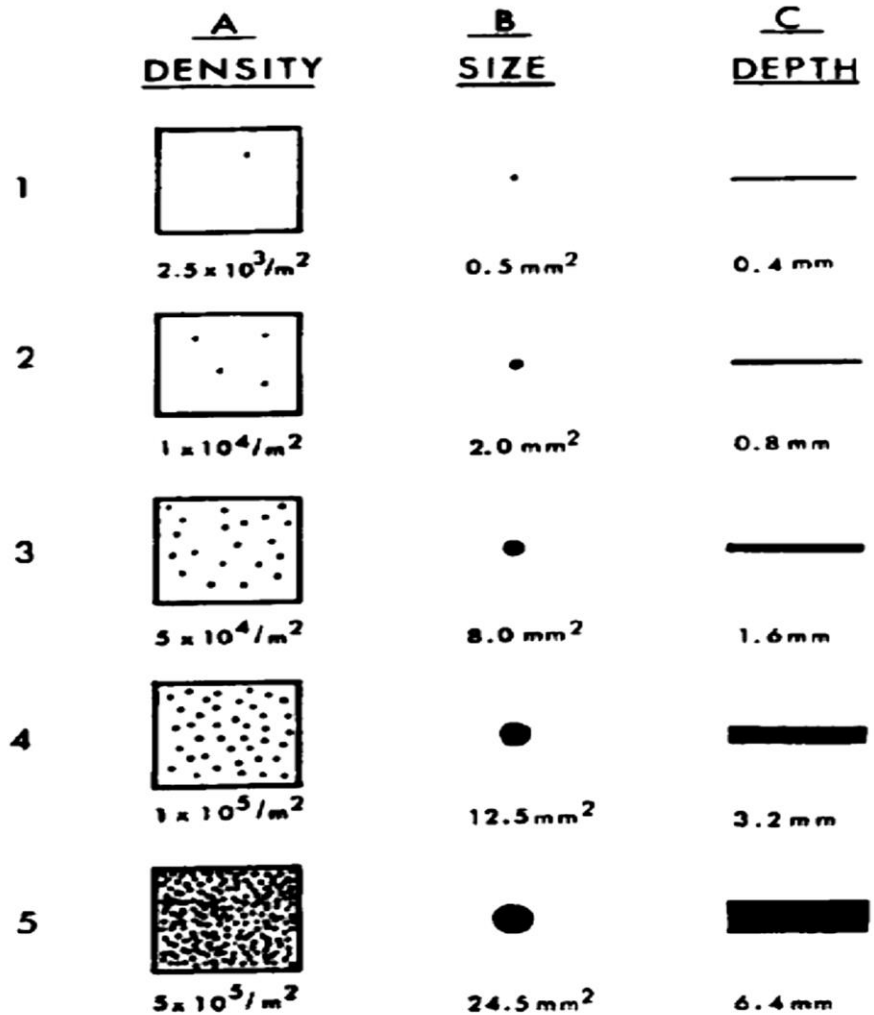 A B C
DENSITY SIZE DEPTH
1
2.5 x 10³/m² 0.5 mm² 0.4 mm
2
1 x 10⁴/m² 2.0 mm² 0.8 mm
3
5 x 10⁴/m² 8.0 mm² 1.6mm
4
1 x 10⁵/m² 12.5mm² 3.2 mm
5
5x 10⁵/m² 24.5 mm² 6.4mm